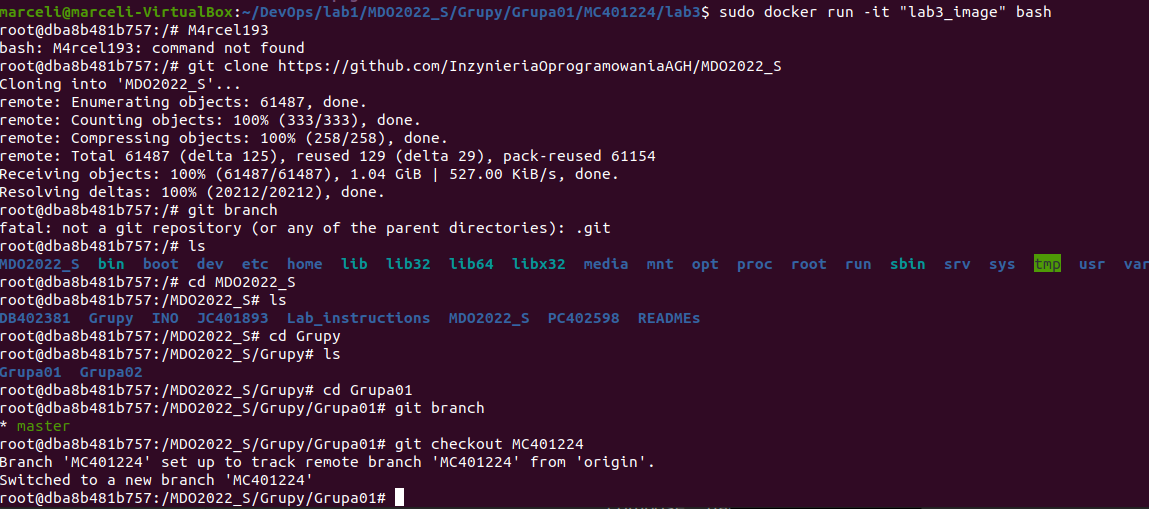 marceli@marceli-VirtualBox:~/DevOps/lab1/MDO2022_S/Grupy/Grupa01/MC401224/lab3$ sudo docker run -it "lab3_image" bash
root@dba8b481b757:/# M4rcel193
bash: M4rcel193: command not found
root@dba8b481b757:/# git clone https://github.com/InzynieriaOprogramowaniaAGH/MDO2022_S
Cloning into 'MDO2022_S'...
remote: Enumerating objects: 61487, done.
remote: Counting objects: 100% (333/333), done.
remote: Compressing objects: 100% (258/258), done.
remote: Total 61487 (delta 125), reused 129 (delta 29), pack-reused 61154
Receiving objects: 100% (61487/61487), 1.04 GiB | 527.00 KiB/s, done.
Resolving deltas: 100% (20212/20212), done.
root@dba8b481b757:/# git branch
fatal: not a git repository (or any of the parent directories): .git
root@dba8b481b757:/# ls
MDO2022_S  bin  boot  dev  etc  home  lib  lib32  lib64  libx32  media  mnt  opt  proc  root  run  sbin  srv  sys  tmp  usr  var
root@dba8b481b757:/# cd MDO2022_S
root@dba8b481b757:/MDO2022_S# ls
DB402381  Grupy  INO  JC401893  Lab_instructions  MDO2022_S  PC402598  READMEs
root@dba8b481b757:/MDO2022_S# cd Grupy
root@dba8b481b757:/MDO2022_S/Grupy# ls
Grupa01  Grupa02
root@dba8b481b757:/MDO2022_S/Grupy# cd Grupa01
root@dba8b481b757:/MDO2022_S/Grupy/Grupa01# git branch
* master
root@dba8b481b757:/MDO2022_S/Grupy/Grupa01# git checkout MC401224
Branch 'MC401224' set up to track remote branch 'MC401224' from 'origin'.
Switched to a new branch 'MC401224'
root@dba8b481b757:/MDO2022_S/Grupy/Grupa01#